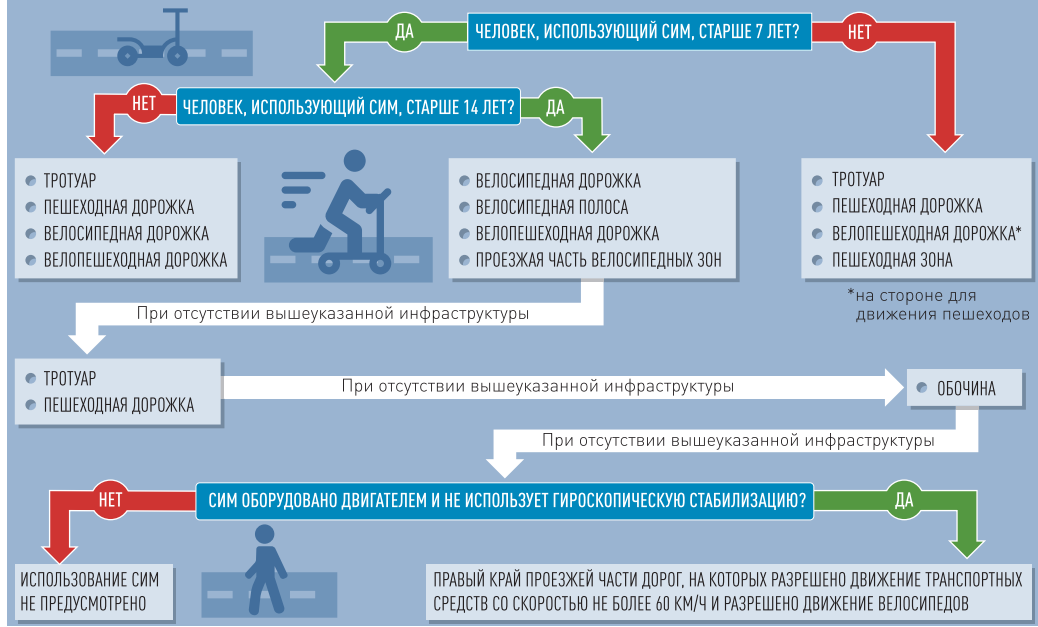 ЧЕЛОВЕК, ИСПОЛЬЗУЮЩИЙ СИМ, СТАРШЕ 7 ЛЕТ?
ДА
НЕТ
ЧЕЛОВЕК, ИСПОЛЬЗУЮЩИЙ СИМ, СТАРШЕ 14 ЛЕТ?
НЕТ
ДА
ТРОТУАР
ПЕШЕХОДНАЯ ДОРОЖКА
ВЕЛОСИПЕДНАЯ ДОРОЖКА
ВЕЛОПЕШЕХОДНАЯ ДОРОЖКА
ВЕЛОСИПЕДНАЯ ДОРОЖКА
ВЕЛОСИПЕДНАЯ ПОЛОСА
ВЕЛОПЕШЕХОДНАЯ ДОРОЖКА
ПРОЕЗЖАЯ ЧАСТЬ ВЕЛОСИПЕДНЫХ ЗОН
ТРОТУАР
ПЕШЕХОДНАЯ ДОРОЖКА
ВЕЛОПЕШЕХОДНАЯ ДОРОЖКА*
ПЕШЕХОДНАЯ ЗОНА
*на стороне для
движения пешеходов
При отсутствии вышеуказанной инфраструктуры
ТРОТУАР
ПЕШЕХОДНАЯ ДОРОЖКА
При отсутствии вышеуказанной инфраструктуры
ОБОЧИНА
При отсутствии вышеуказанной инфраструктуры
СИМ ОБОРУДОВАНО ДВИГАТЕЛЕМ И НЕ ИСПОЛЬЗУЕТ ГИРОСКОПИЧЕСКУЮ СТАБИЛИЗАЦИЮ?
НЕТ
ДА
ИСПОЛЬЗОВАНИЕ СИМ
НЕ ПРЕДУСМОТРЕНО
ПРАВЫЙ КРАЙ ПРОЕЗЖЕЙ ЧАСТИ ДОРОГ, НА КОТОРЫХ РАЗРЕШЕНО ДВИЖЕНИЕ ТРАНСПОРТНЫХ
СРЕДСТВ СО СКОРОСТЬЮ НЕ БОЛЕЕ 60 КМ/Ч И РАЗРЕШЕНО ДВИЖЕНИЕ ВЕЛОСИПЕДОВ